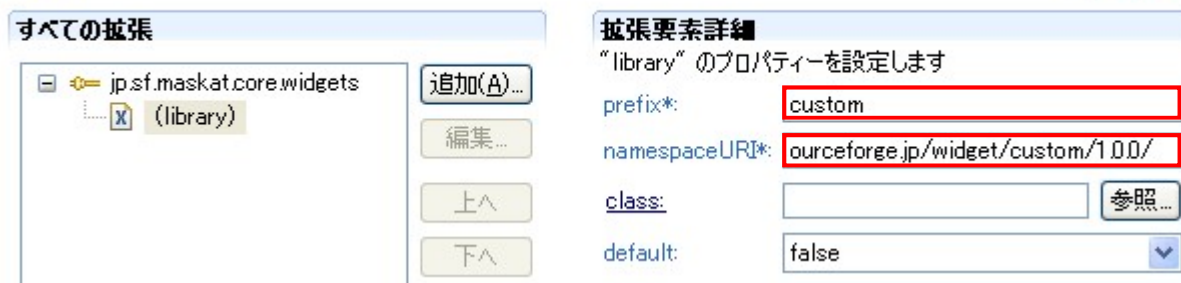 すべての拡張
jp.sf.maskat.core.widgets
(library)
追加(A)...
編集...
上へ
下へ
拡張要素詳細
"library" のプロパティーを設定します
prefix*: custom
namespaceURI*: ourceforge.jp/widget/custom/1.0.0/
class: 参照...
default: false